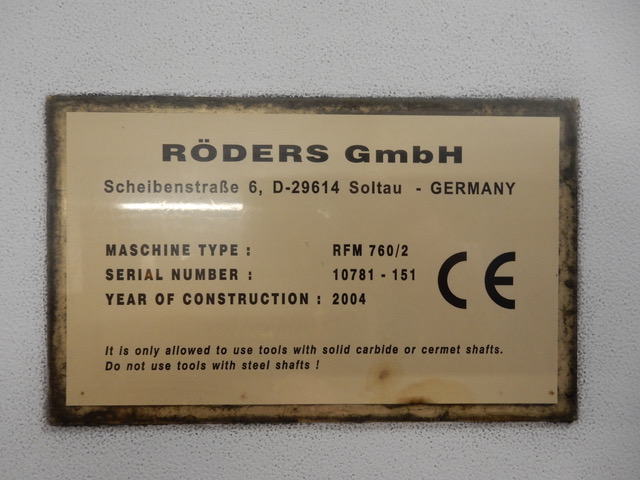 RÖDERS GmbH
Scheibenstraße 6, D-29614 Soltau - GERMANY
MASCHINE TYPE : RFM 760/2
SERIAL NUMBER : 10781 - 151
YEAR OF CONSTRUCTION : 2004
CE
It is only allowed to use tools with solid carbide or cermet shafts.
Do not use tools with steel shafts !